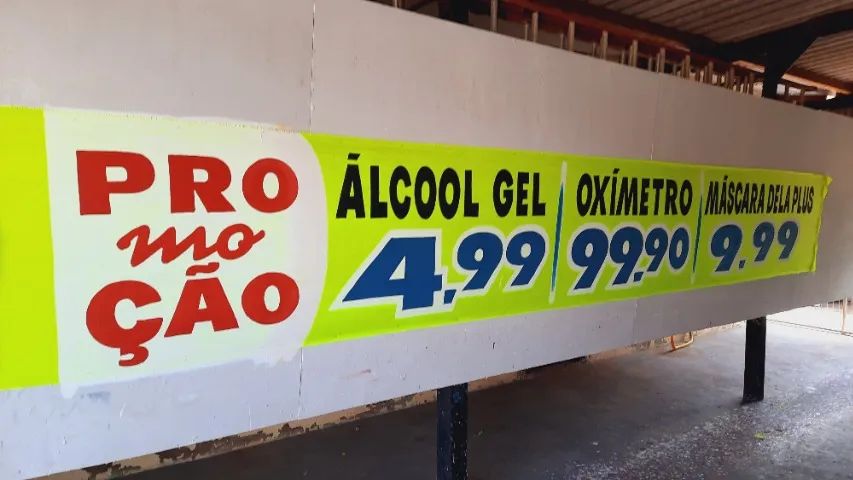 PRO
mo
ÇÃO
ÁLCOOL GEL
4,99
OXÍMETRO
99,90
MÁSCARA DELA PLUS
9,99